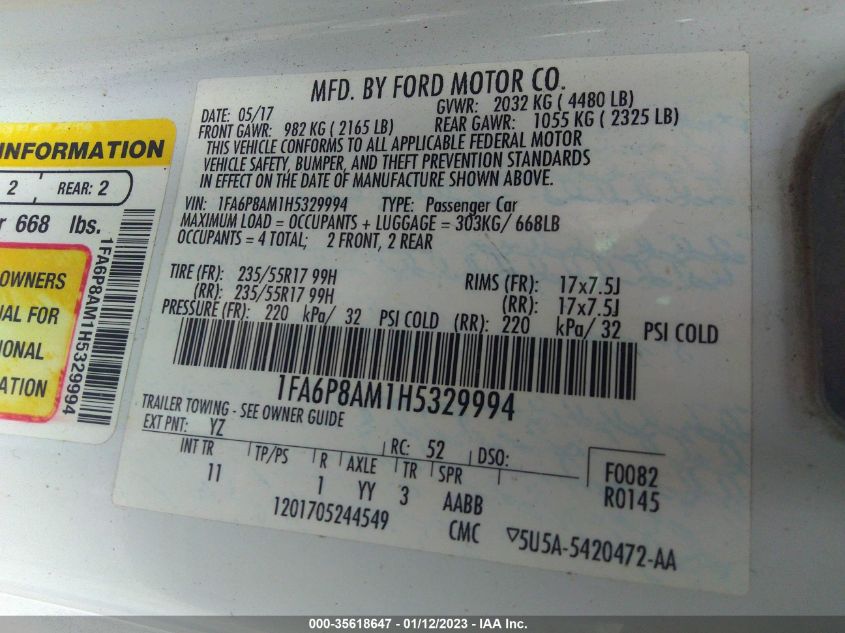 MFD. BY FORD MOTOR CO.
DATE: 05/17 GVWR: 2032 KG ( 4480 LB)
FRONT GAWR: 982 KG ( 2165 LB) REAR GAWR: 1055 KG ( 2325 LB)
THIS VEHICLE CONFORMS TO ALL APPLICABLE FEDERAL MOTOR
VEHICLE SAFETY, BUMPER, AND THEFT PREVENTION STANDARDS
IN EFFECT ON THE DATE OF MANUFACTURE SHOWN ABOVE.
VIN: 1FA6P8AM1H5329994 TYPE: Passenger Car
MAXIMUM LOAD = OCCUPANTS + LUGGAGE = 303KG/ 668LB
OCCUPANTS = 4 TOTAL; 2 FRONT, 2 REAR
TIRE (FR): 235/55R17 99H RIMS (FR): 17x7.5J
(RR): 235/55R17 99H (RR): 17x7.5J
PRESSURE (FR): 220 kPa/ 32 PSI COLD (RR): 220 kPa/ 32 PSI COLD
1FA6P8AM1H5329994
TRAILER TOWING - SEE OWNER GUIDE
EXT PNT: YZ RC: 52 DSO:
INT TR TP/PS R AXLE TR SPR F0082
11 1 YY 3 AABB R0145
1201705244549 CMC ▽5U5A-5420472-AA
INFORMATION
2 REAR: 2
668 lbs.
OWNERS
FOR
1FA6P8AM1H5329994
000-35618647 - 01/12/2023 - IAA Inc.